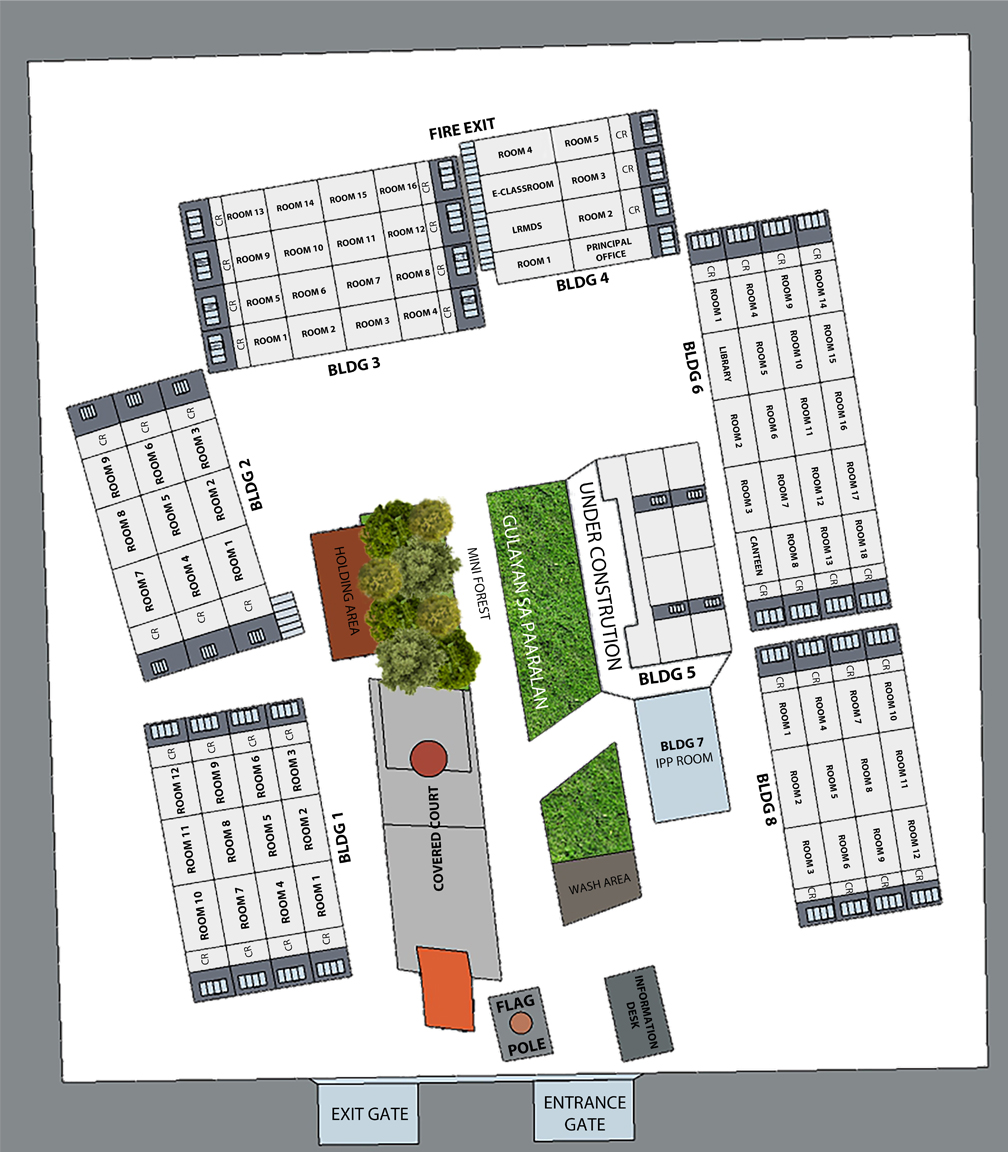 FIRE EXIT
ROOM 4
ROOM 5
CR
E-CLASSROOM
ROOM 3
CR
LRMDS
ROOM 2
CR
ROOM 1
PRINCIPAL
OFFICE
BLDG 4
CR
ROOM 13
ROOM 14
ROOM 15
ROOM 16
CR
CR
ROOM 9
ROOM 10
ROOM 11
ROOM 12
CR
CR
ROOM 5
ROOM 6
ROOM 7
ROOM 8
CR
CR
ROOM 1
ROOM 2
ROOM 3
ROOM 4
CR
BLDG 3
CR
ROOM 1
LIBRARY
ROOM 2
ROOM 3
CANTEEN
CR
CR
ROOM 4
ROOM 5
ROOM 6
ROOM 7
ROOM 8
CR
CR
ROOM 9
ROOM 10
ROOM 11
ROOM 12
ROOM 13
CR
CR
ROOM 14
ROOM 15
ROOM 16
ROOM 17
ROOM 18
CR
BLDG 6
CR
ROOM 9
ROOM 8
ROOM 7
CR
CR
ROOM 6
ROOM 5
ROOM 4
CR
CR
ROOM 3
ROOM 2
ROOM 1
CR
BLDG 2
HOLDING AREA
MINI FOREST
GULAYAN SA PAARALAN
UNDER CONSTRUTION
BLDG 5
BLDG 7
IPP ROOM
CR
ROOM 12
ROOM 11
ROOM 10
CR
CR
ROOM 9
ROOM 8
ROOM 7
CR
CR
ROOM 6
ROOM 5
ROOM 4
CR
CR
ROOM 3
ROOM 2
ROOM 1
CR
BLDG 1
COVERED COURT
WASH AREA
BLDG 8
CR
ROOM 1
ROOM 2
ROOM 3
CR
CR
ROOM 4
ROOM 5
ROOM 6
CR
CR
ROOM 7
ROOM 8
ROOM 9
CR
CR
ROOM 10
ROOM 11
ROOM 12
CR
FLAG
POLE
INFORMATION
DESK
EXIT GATE
ENTRANCE
GATE